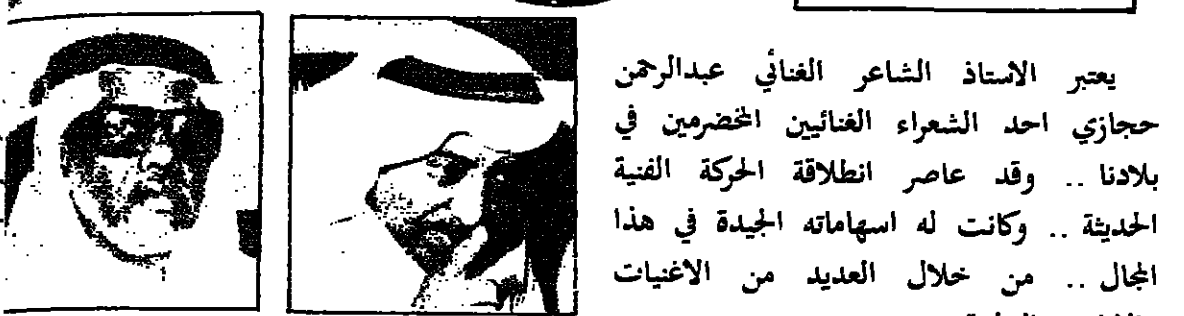 يعتبر الاستاذ الشاعر الغنائي عبدالرحمن
حجازي احد الشعراء الغنائيين المخضرمين في
بلادنا .. وقد عاصر انطلاقة الحركة الفنية
الحديثة .. وكانت له اسهاماته الجيدة في هذا
المجال .. من خلال العديد من الاغنيات